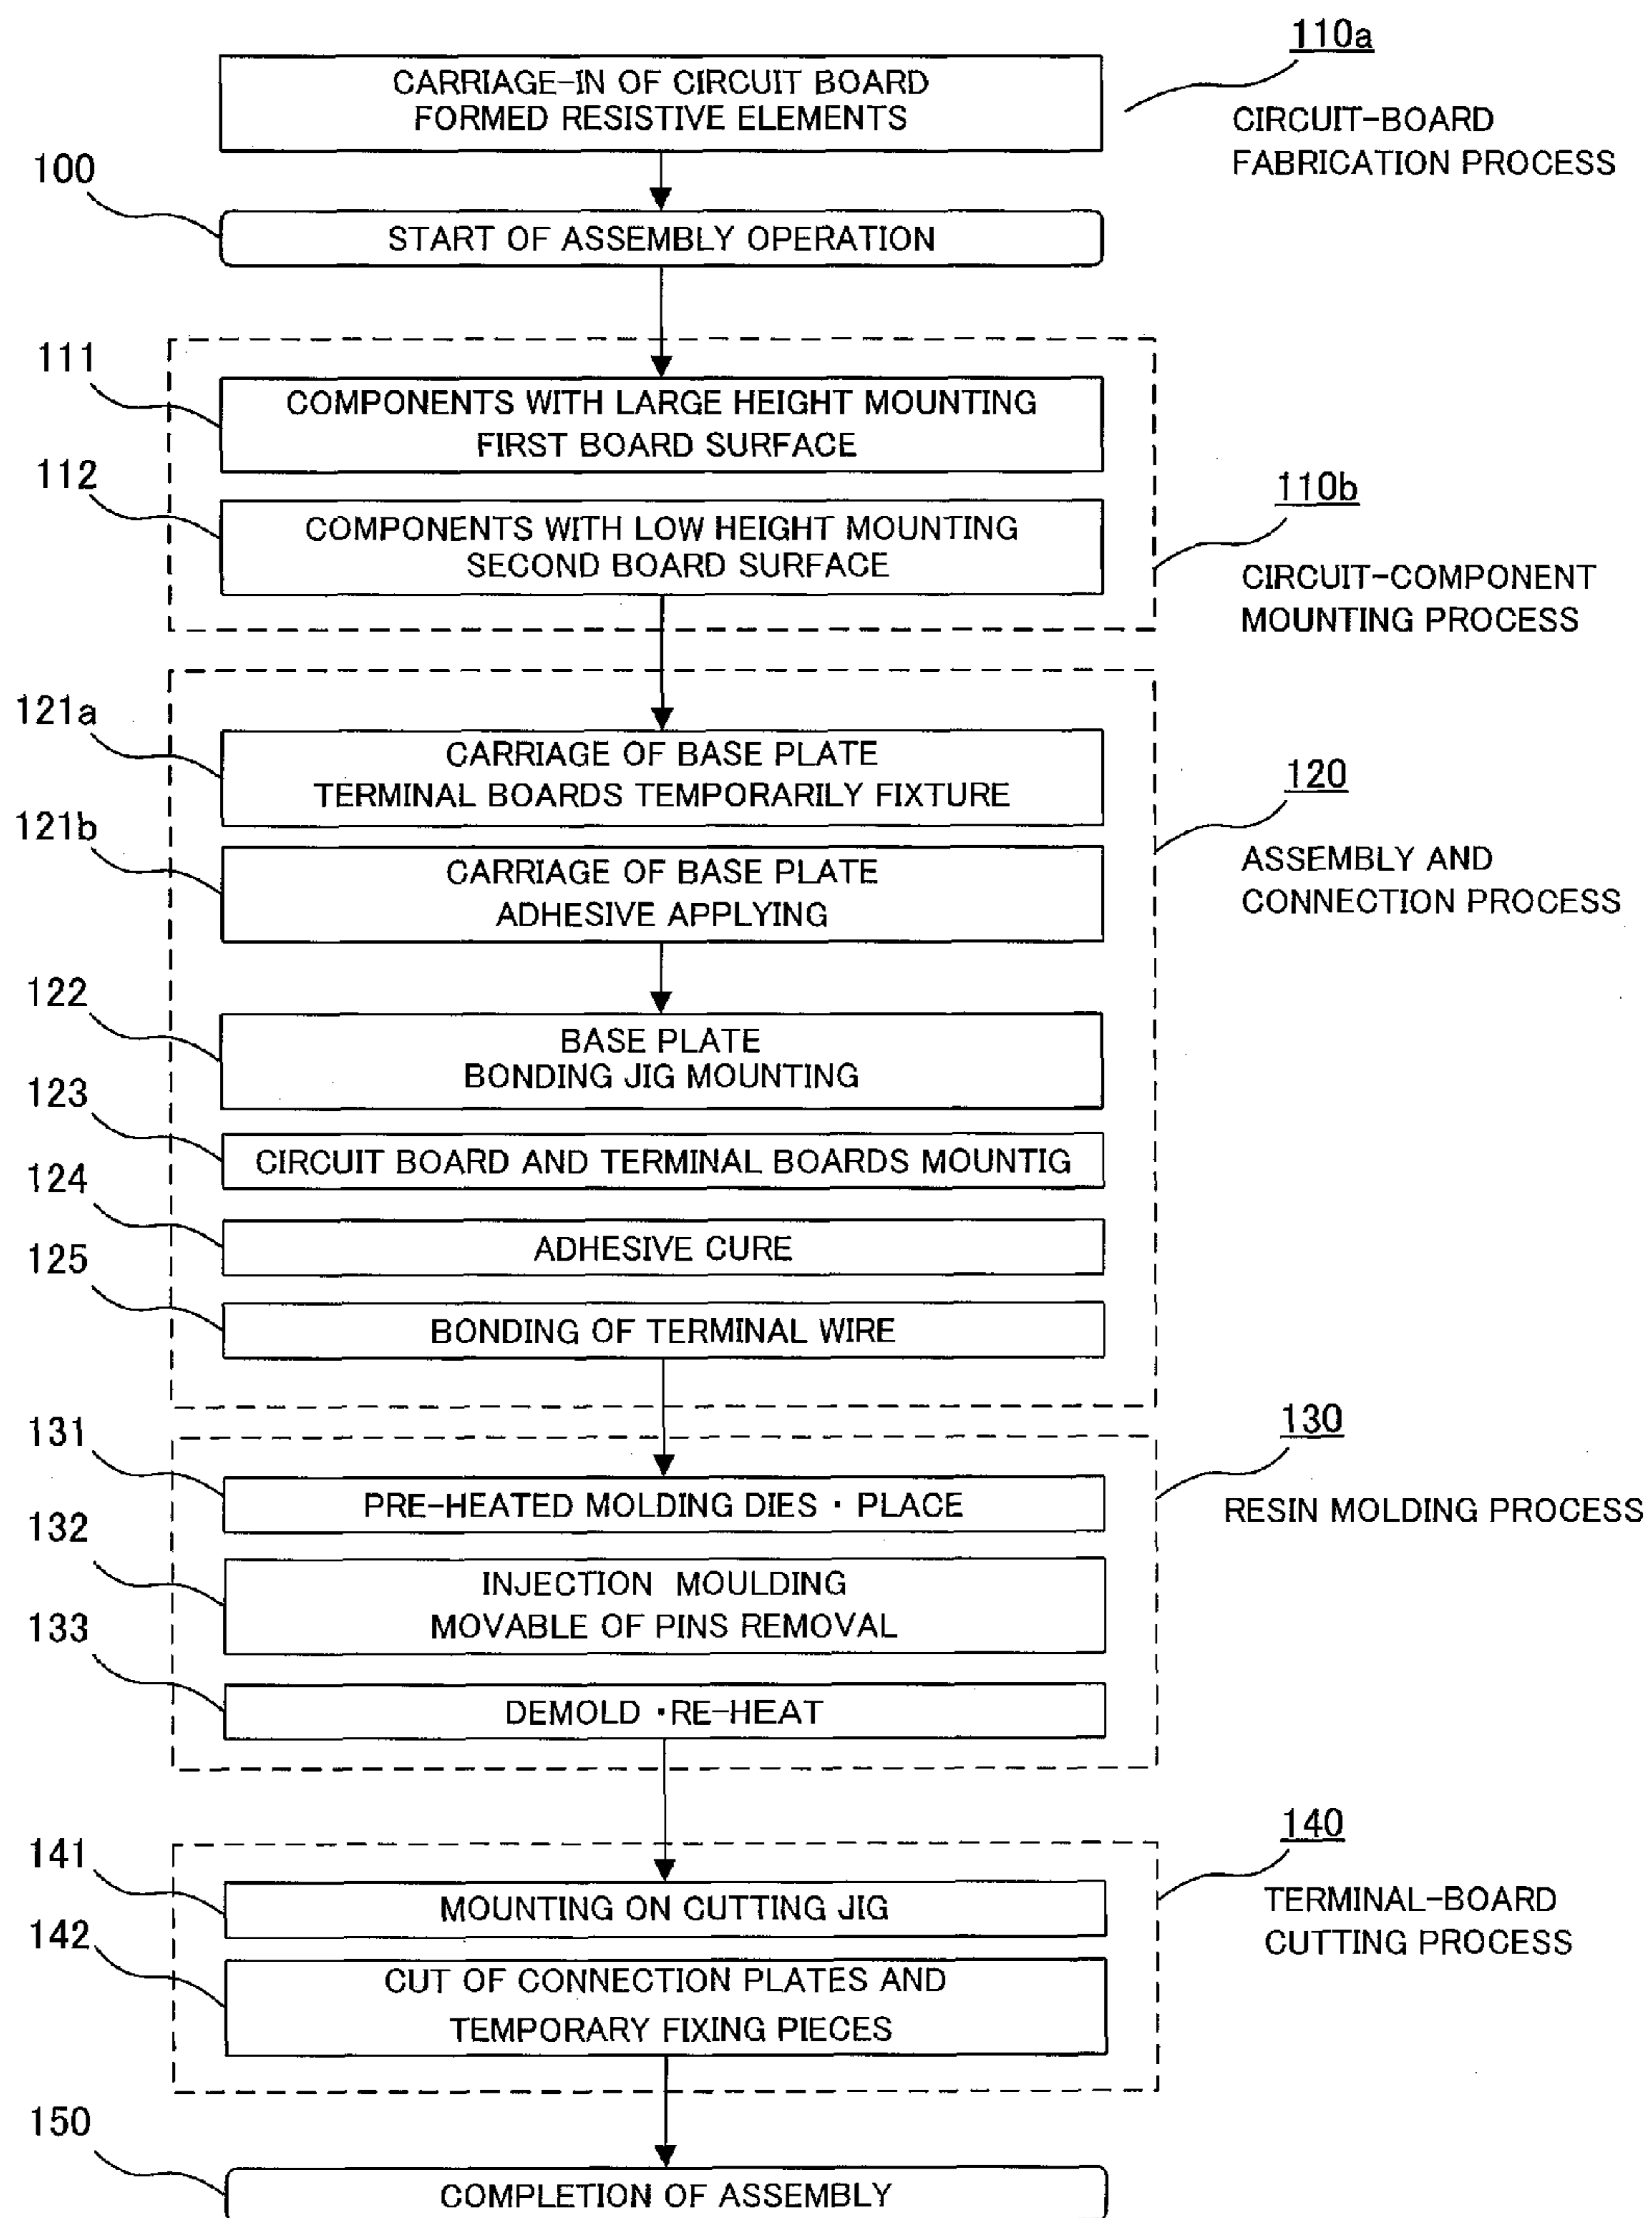 110a
CARRIAGE-IN OF CIRCUIT BOARD
FORMED RESISTIVE ELEMENTS
CIRCUIT-BOARD
FABRICATION PROCESS
100
START OF ASSEMBLY OPERATION
111
COMPONENTS WITH LARGE HEIGHT MOUNTING
FIRST BOARD SURFACE
112
COMPONENTS WITH LOW HEIGHT MOUNTING
SECOND BOARD SURFACE
110b
CIRCUIT-COMPONENT
MOUNTING PROCESS
121a
CARRIAGE OF BASE PLATE
TERMINAL BOARDS TEMPORARILY FIXTURE
121b
CARRIAGE OF BASE PLATE
ADHESIVE APPLYING
120
ASSEMBLY AND
CONNECTION PROCESS
122
BASE PLATE
BONDING JIG MOUNTING
123
CIRCUIT BOARD AND TERMINAL BOARDS MOUNTIG
124
ADHESIVE CURE
125
BONDING OF TERMINAL WIRE
131
PRE-HEATED MOLDING DIES・PLACE
130
RESIN MOLDING PROCESS
132
INJECTION MOULDING
MOVABLE OF PINS REMOVAL
133
DEMOLD・RE-HEAT
141
MOUNTING ON CUTTING JIG
140
TERMINAL-BOARD
CUTTING PROCESS
142
CUT OF CONNECTION PLATES AND
TEMPORARY FIXING PIECES
150
COMPLETION OF ASSEMBLY